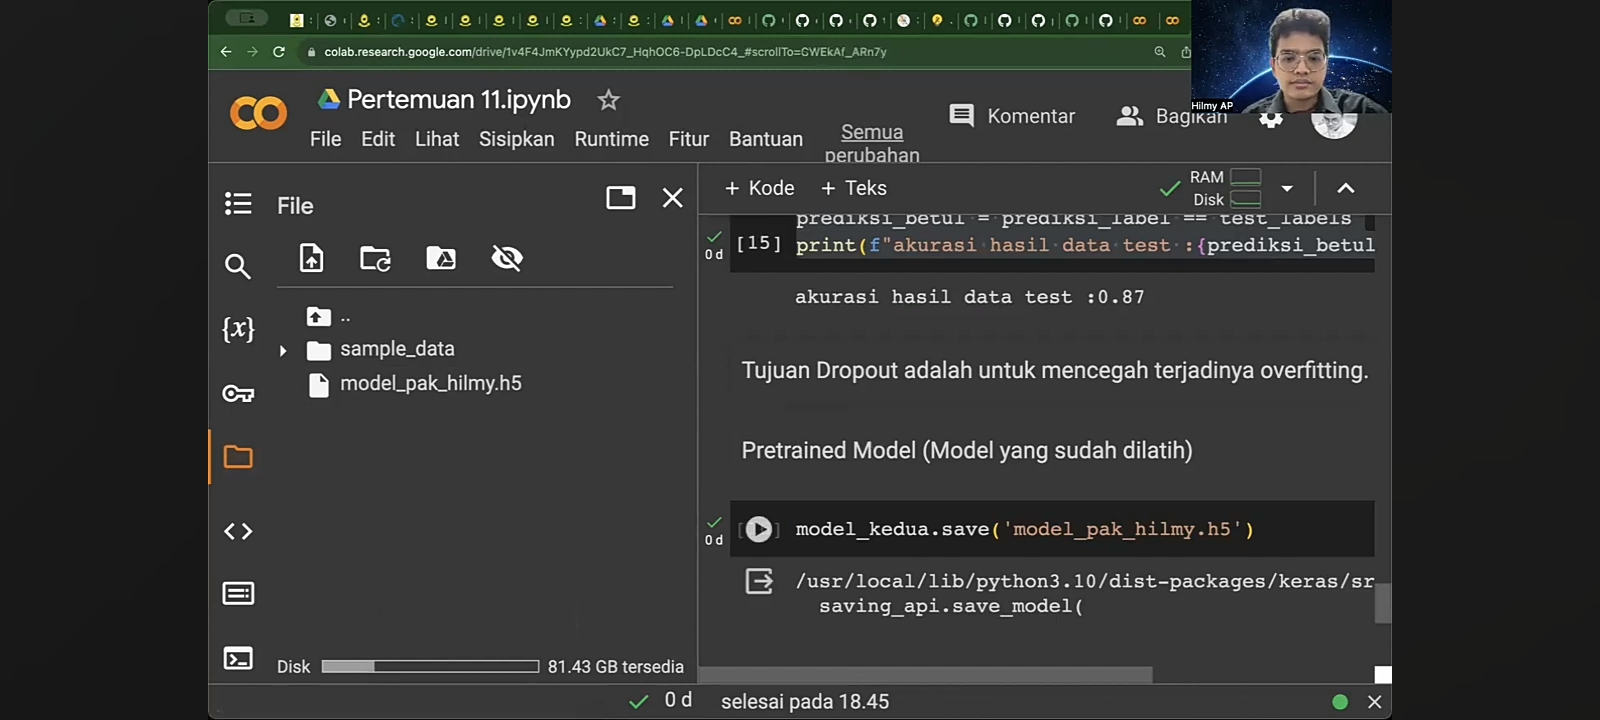 colab.research.google.com/drive/1v4F4JmKYypd2UkC7_HqhOC6-DpLDcC4_#scrollTo=GWEkAf_ARn7y
Hilmy AP
Pertemuan 11.ipynb
File Edit Lihat Sisipkan Runtime Fitur Bantuan
Semua
perubahan
Komentar
Bagikan
File
..
sample_data
model_pak_hilmy.h5
Disk
81.43 GB tersedia
+ Kode + Teks
RAM
Disk
prediksi_betul = prediksi_label == test_labels
0 d
[15]
print(f"akurasi hasil data test :{prediksi_betul
akurasi hasil data test :0.87
Tujuan Dropout adalah untuk mencegah terjadinya overfitting.
Pretrained Model (Model yang sudah dilatih)
0 d
model_kedua.save('model_pak_hilmy.h5')
/usr/local/lib/python3.10/dist-packages/keras/sr
saving_api.save_model(
0 d selesai pada 18.45